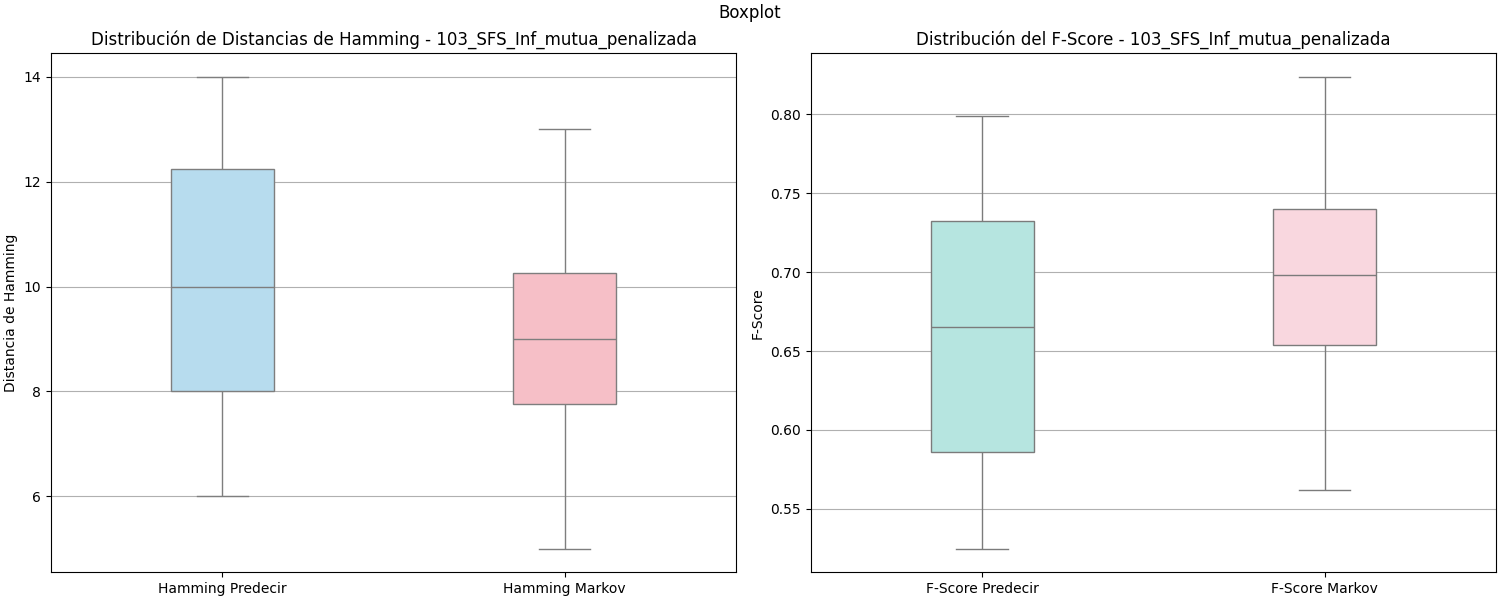 Boxplot
Distribución de Distancias de Hamming - 103_SFS_Inf_mutua_penalizada
Distancia de Hamming
14
12
10
8
6
Hamming Predecir
Hamming Markov
Distribución del F-Score - 103_SFS_Inf_mutua_penalizada
F-Score
0.80
0.75
0.70
0.65
0.60
0.55
F-Score Predecir
F-Score Markov